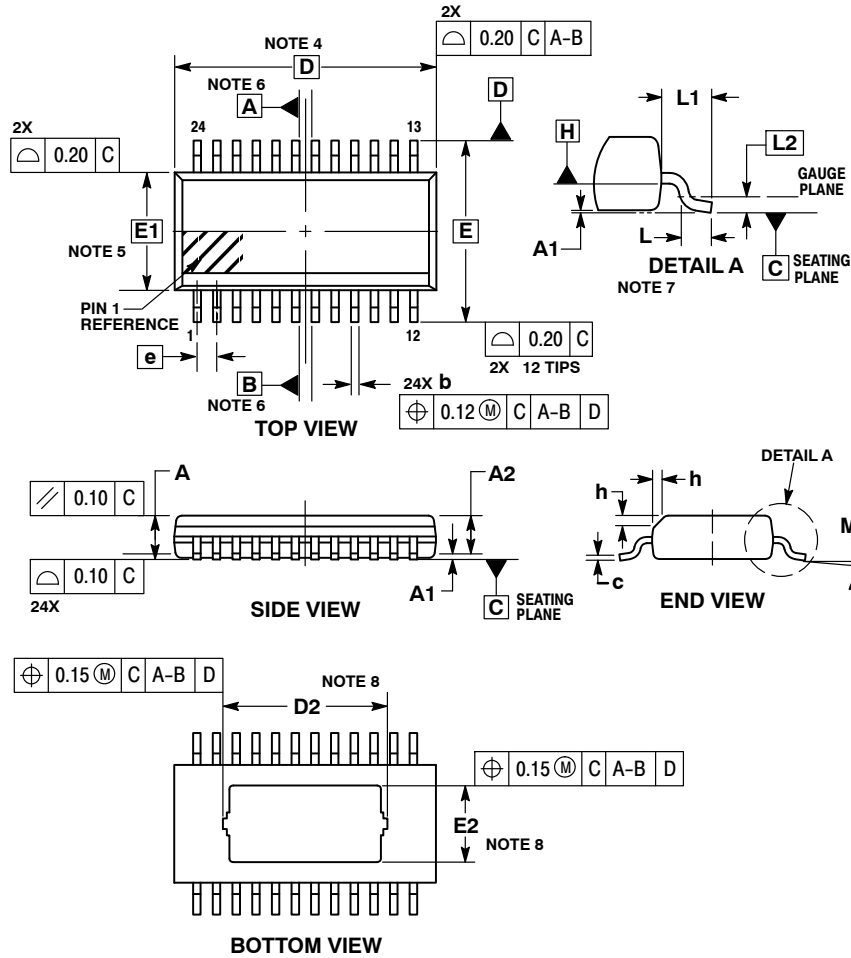 2X
NOTE 4
⌓ 0.20 C A-B
D
NOTE 6
A
D
L1
24
13
2X
⌓ 0.20 C
H
L2
GAUGE
PLANE
E1
E
NOTE 5
A1
L
DETAIL A
NOTE 7
C
SEATING
PLANE
PIN 1
REFERENCE
1
12
⌓ 0.20 C
2X 12 TIPS
e
B
NOTE 6
24X b
⌖ 0.12 Ⓜ C A-B D
TOP VIEW
DETAIL A
⫽ 0.10 C
A
A2
h
h
M
⌓ 0.10 C
24X
A1
c
SIDE VIEW
C
SEATING
PLANE
END VIEW
⌖ 0.15 Ⓜ C A-B D
NOTE 8
D2
⌖ 0.15 Ⓜ C A-B D
E2
NOTE 8
BOTTOM VIEW